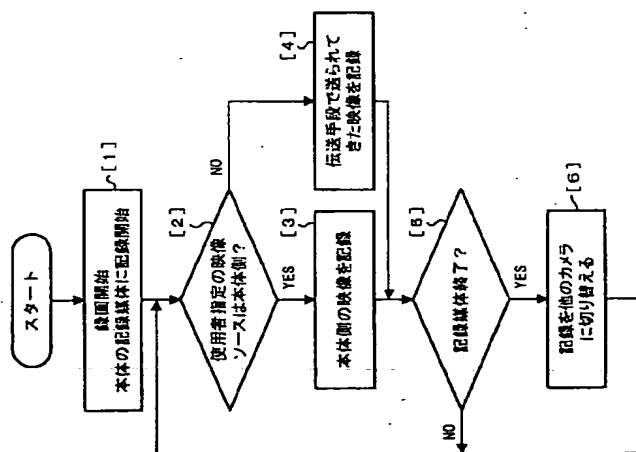 スタート
[1]
録画開始
本体の記録媒体に記録開始
[2]
使用者指定の映像
ソースは本体側?
NO
YES
[3]
本体側の映像を記録
[4]
伝送手段で送られて
きた映像を記録
[5]
記録媒体終了?
NO
YES
[6]
記録を他のカメラ
に切り替える